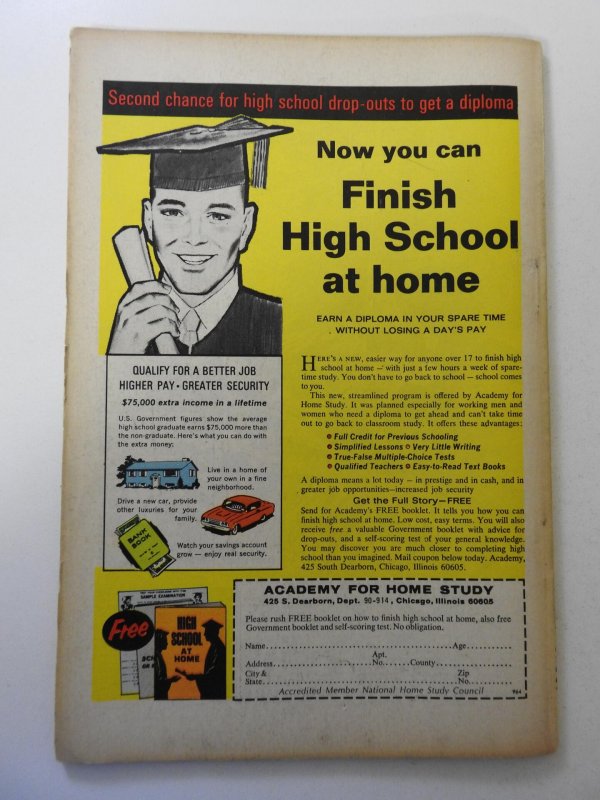 Second chance for high school drop-outs to get a diploma
Now you can
Finish
High School
at home
EARN A DIPLOMA IN YOUR SPARE TIME
WITHOUT LOSING A DAY'S PAY
HERE'S A NEW, easier way for anyone over 17 to finish high
school at home — with just a few hours a week of spare-
time study. You don't have to go back to school — school comes
to you.
This new, streamlined program is offered by Academy for
Home Study. It was planned especially for working men and
women who need a diploma to get ahead and can't take time
out to go back to classroom study. It offers these advantages:
• Full Credit for Previous Schooling
• Simplified Lessons • Very Little Writing
• True-False Multiple-Choice Tests
• Qualified Teachers • Easy-to-Read Text Books
A diploma means a lot today — in prestige and in cash, and in
greater job opportunities—increased job security
Get the Full Story—FREE
Send for Academy's FREE booklet. It tells you how you can
finish high school at home. Low cost, easy terms. You will also
receive free a valuable Government booklet with advice for
drop-outs, and a self-scoring test of your general knowledge.
You may discover you are much closer to completing high
school than you imagined. Mail coupon below today. Academy,
425 South Dearborn, Chicago, Illinois 60605.
QUALIFY FOR A BETTER JOB
HIGHER PAY • GREATER SECURITY
$75,000 extra income in a lifetime
U.S. Government figures show the average
high school graduate earns $75,000 more than
the non-graduate. Here's what you can do with
the extra money:
Live in a home of
your own in a fine
neighborhood.
Drive a new car, provide
other luxuries for your
family.
BANK
BOOK
Watch your savings account
grow — enjoy real security.
SAMPLE EXAMINATION
Free
HIGH
SCHOOL
AT
HOME
ACADEMY FOR HOME STUDY
425 S. Dearborn, Dept. 90-914, Chicago, Illinois 60605
Please rush FREE booklet on how to finish high school at home, also free
Government booklet and self-scoring test. No obligation.
Name Age
Address Apt. No. County
City & State Zip No.
Accredited Member National Home Study Council 964